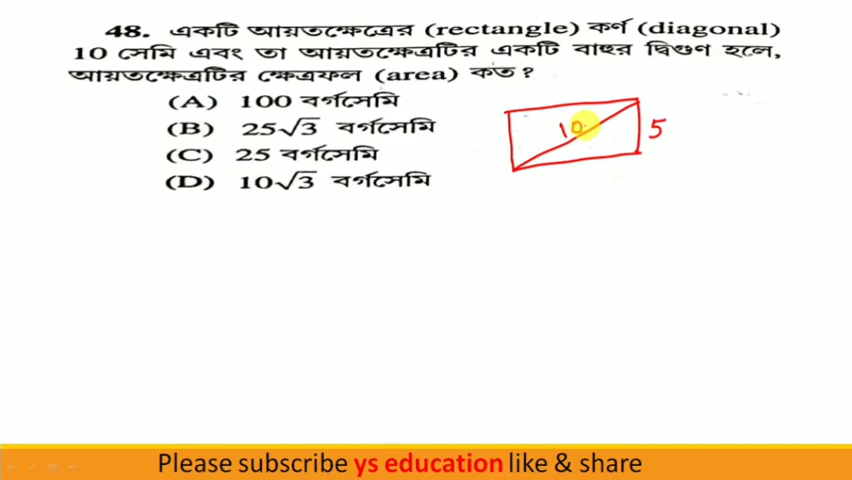 48. একটি আয়তক্ষেত্রের (rectangle) কর্ণ (diagonal)
10 সেমি এবং তা আয়তক্ষেত্রটির একটি বাহুর দ্বিগুণ হলে,
আয়তক্ষেত্রটির ক্ষেত্রফল (area) কত ?
(A) 100 বর্গসেমি
(B) 25√3 বর্গসেমি
(C) 25 বর্গসেমি
(D) 10√3 বর্গসেমি
10
5
Please subscribe ys education like & share